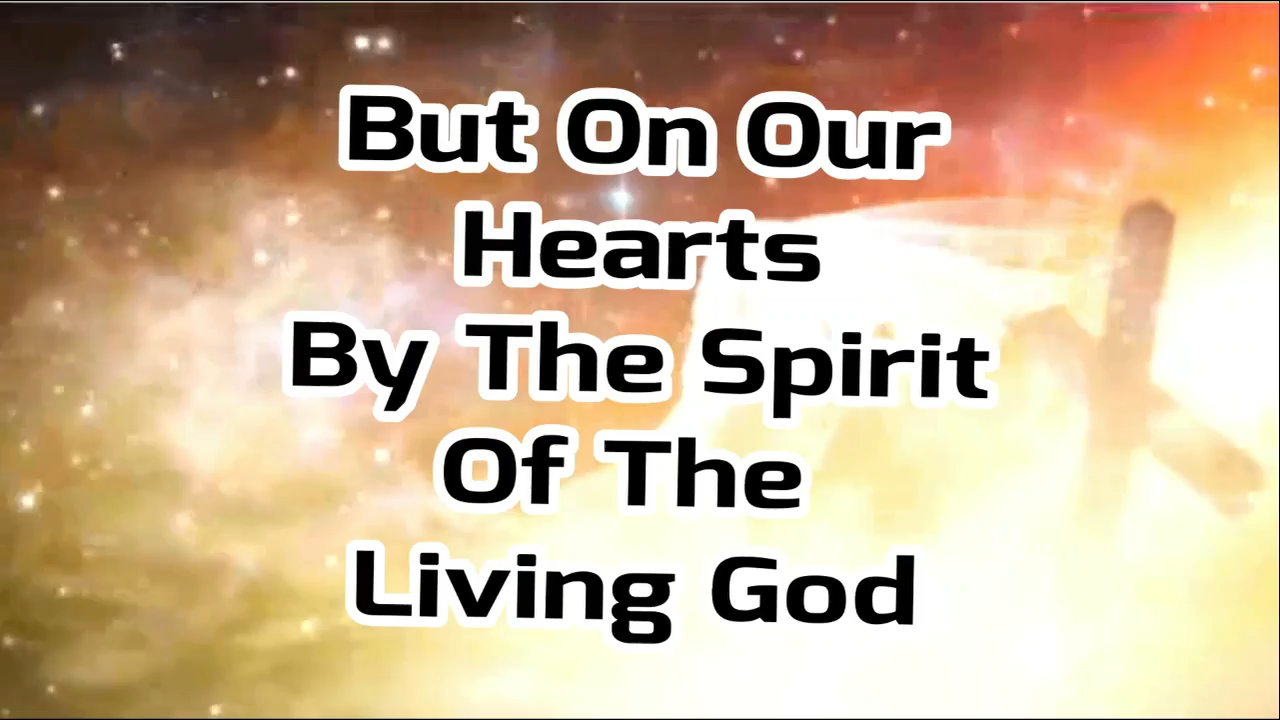 But On Our
Hearts
By The Spirit
Of The
Living God